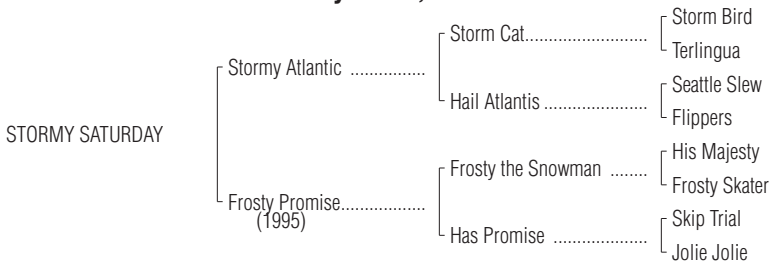 Storm Bird
Storm Cat..........................
Terlingua
Stormy Atlantic ................
Seattle Slew
Hail Atlantis ......................
Flippers
STORMY SATURDAY
His Majesty
Frosty the Snowman ........
Frosty Skater
Frosty Promise..................
(1995)
Skip Trial
Has Promise ....................
Jolie Jolie